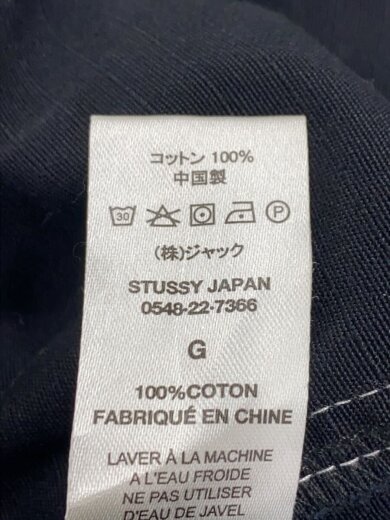 コットン 100%
中国製
30 P
(株)ジャック
STUSSY JAPAN
0548-22-7366
G
100%COTON
FABRIQUÉ EN CHINE
LAVER À LA MACHINE
A L'EAU FROIDE
NE PAS UTILISER
D'EAU DE JAVEL